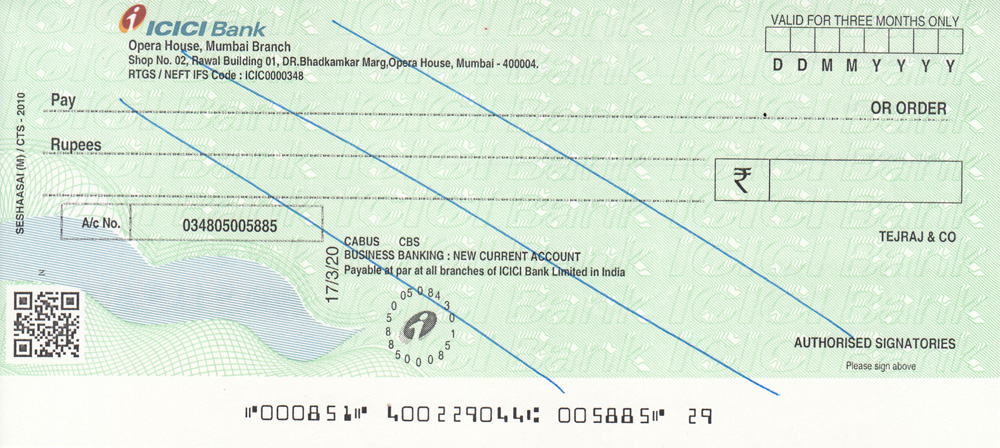 ICICI Bank
Opera House, Mumbai Branch
Shop No. 02, Rawal Building 01, DR.Bhadkamkar Marg,Opera House, Mumbai - 400004.
RTGS / NEFT IFS Code : ICIC0000348
VALID FOR THREE MONTHS ONLY
D D M M Y Y Y Y
Pay
OR ORDER
Rupees
₹
SESHAASAI (M) / CTS - 2010
A/c No. 034805005885
TEJRAJ & CO
CABUS CBS
BUSINESS BANKING : NEW CURRENT ACCOUNT
Payable at par at all branches of ICICI Bank Limited in India
17/3/20
N
AUTHORISED SIGNATORIES
Please sign above
⑈000851⑈ 400229044⑆ 005885⑈ 29